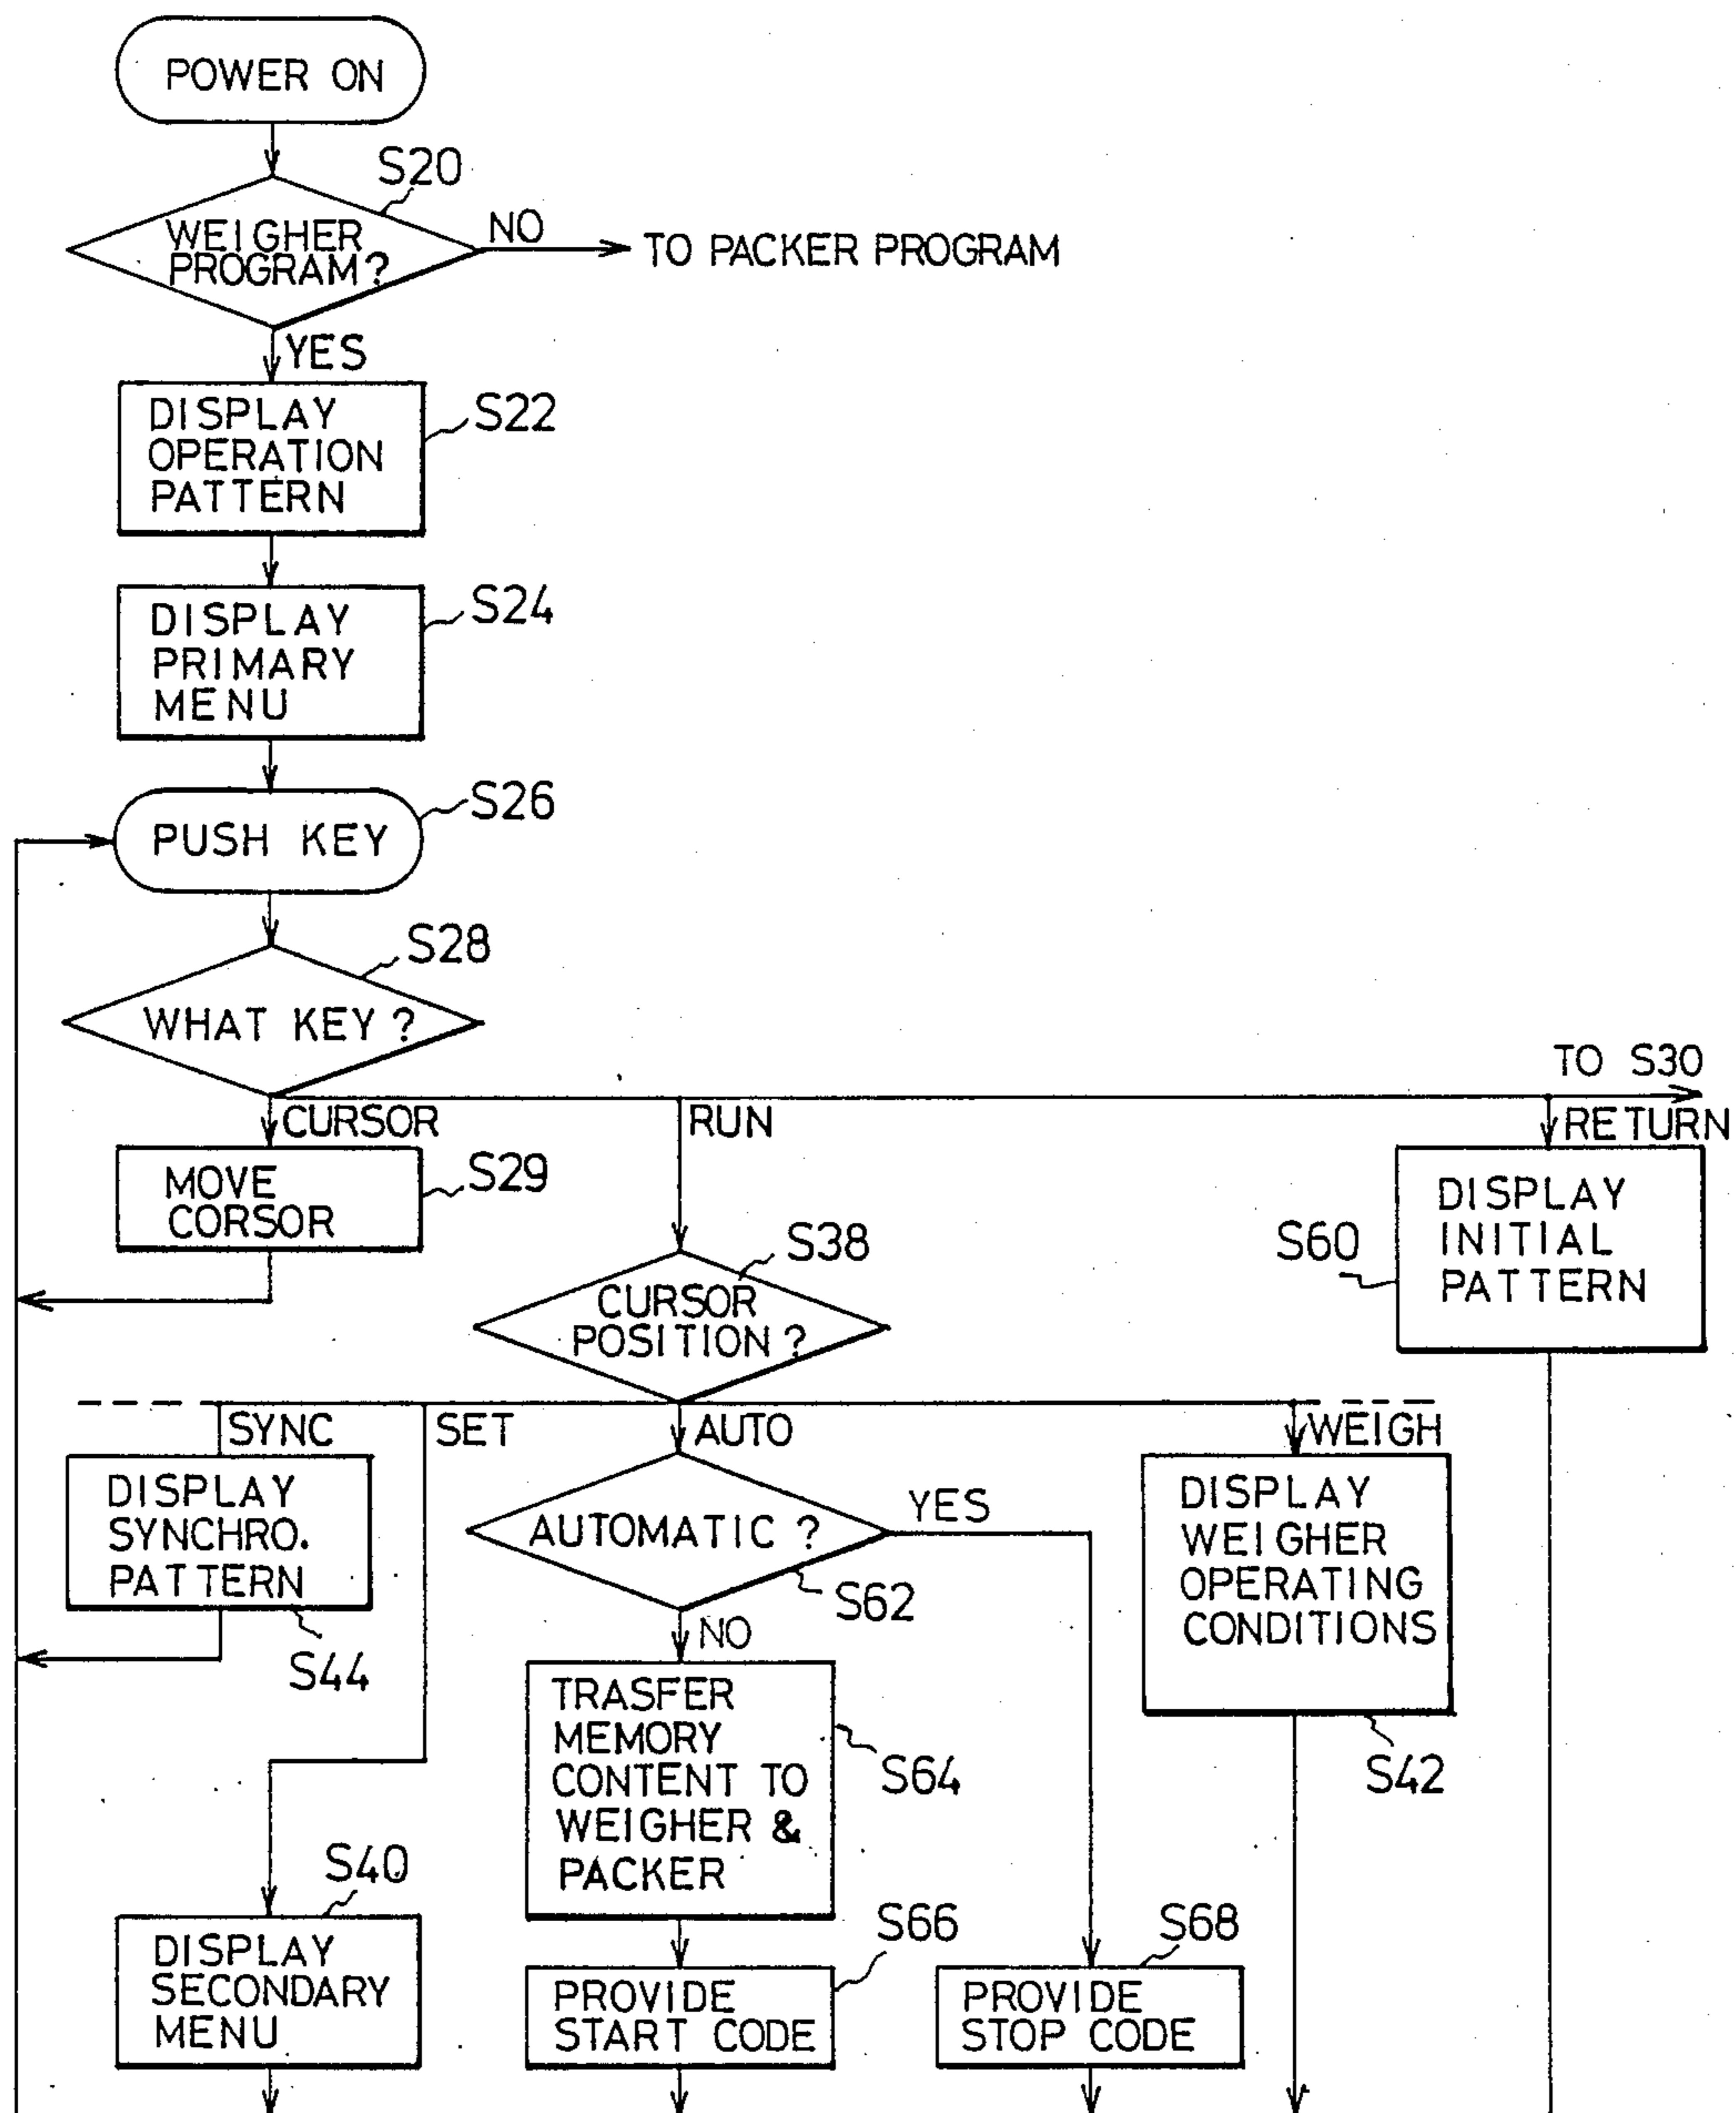 POWER ON
S20
WEIGHER
PROGRAM?
NO
TO PACKER PROGRAM
YES
DISPLAY
OPERATION
PATTERN
S22
DISPLAY
PRIMARY
MENU
S24
PUSH KEY
S26
S28
WHAT KEY?
TO S30
CURSOR
RUN
RETURN
MOVE
CORSOR
S29
S38
CURSOR
POSITION?
S60
DISPLAY
INITIAL
PATTERN
SYNC
SET
AUTO
WEIGH
DISPLAY
SYNCHRO.
PATTERN
S44
AUTOMATIC?
YES
S62
NO
DISPLAY
WEIGHER
OPERATING
CONDITIONS
S42
TRASFER
MEMORY
CONTENT TO
WEIGHER &
PACKER
S64
S40
DISPLAY
SECONDARY
MENU
S66
PROVIDE
START CODE
S68
PROVIDE
STOP CODE